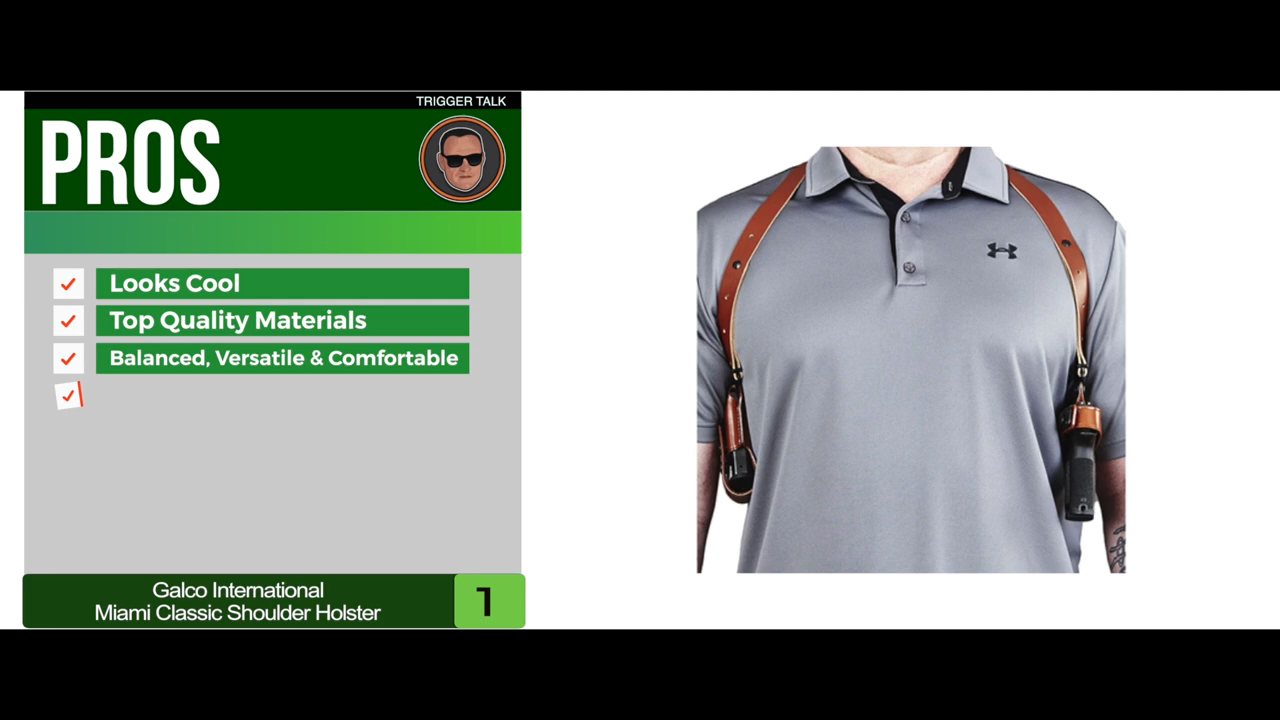 TRIGGER TALK
PROS
Looks Cool
Top Quality Materials
Balanced, Versatile & Comfortable
Galco International
Miami Classic Shoulder Holster
1